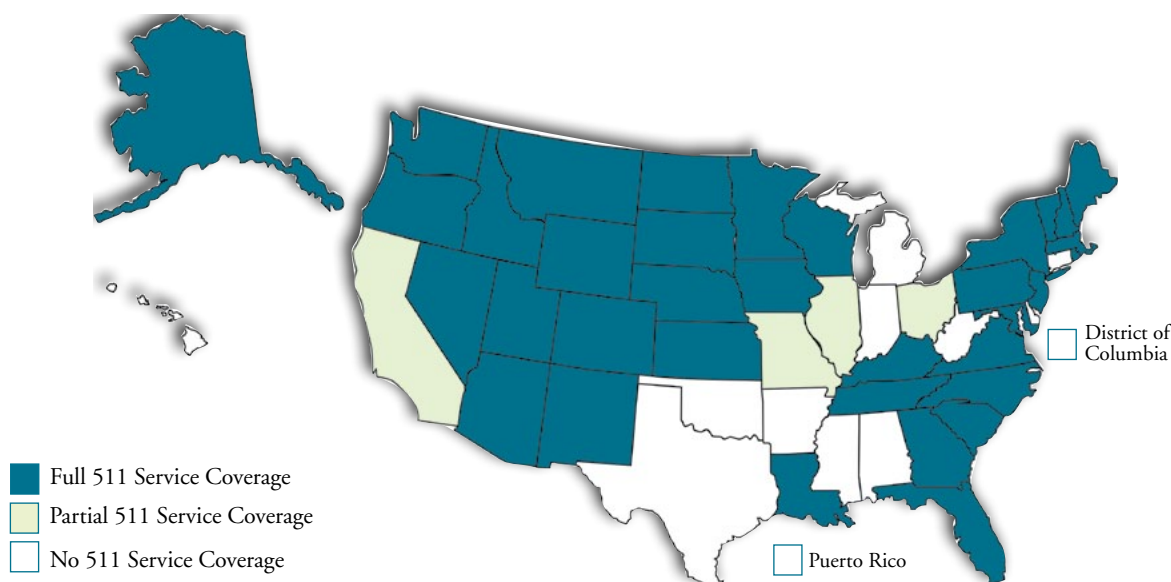 District of
Columbia
Full 511 Service Coverage
Partial 511 Service Coverage
No 511 Service Coverage
Puerto Rico